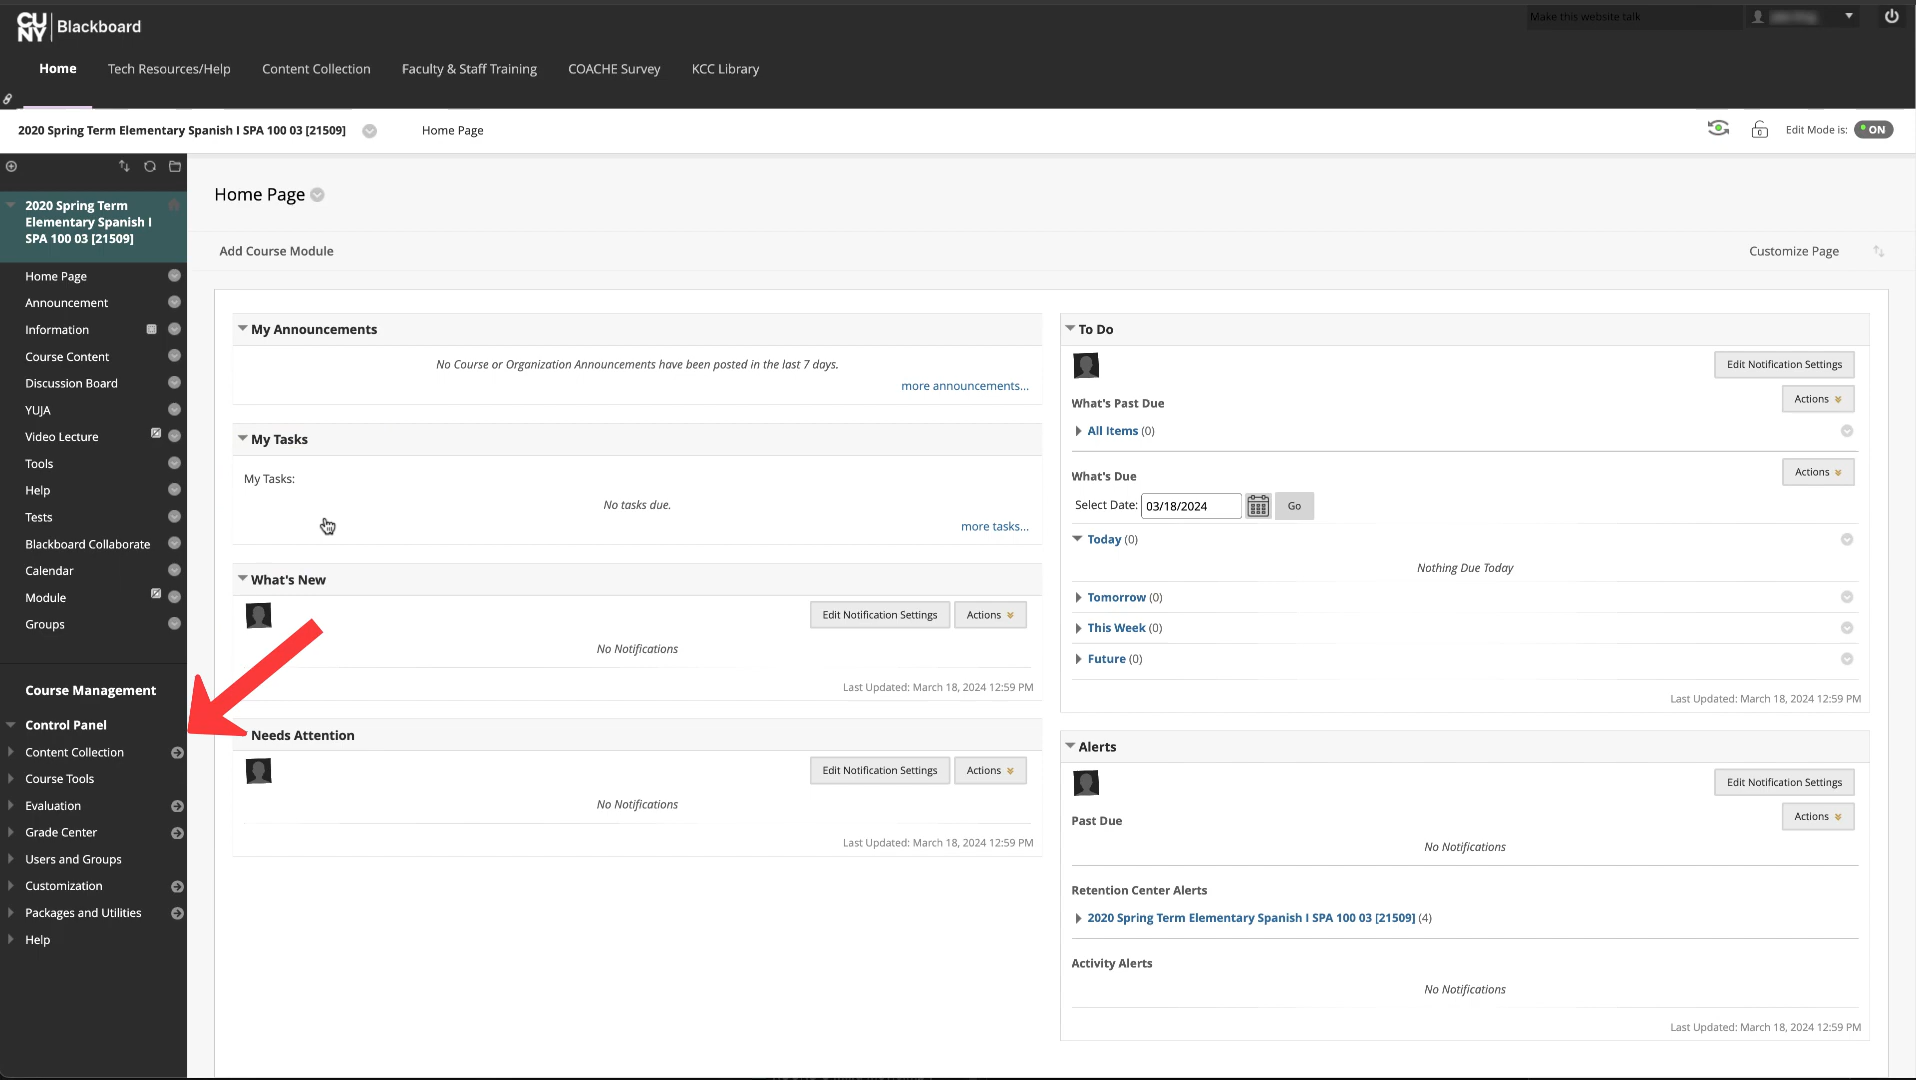 CU
NY
Blackboard
Make this website talk
Home
Tech Resources/Help
Content Collection
Faculty & Staff Training
COACHE Survey
KCC Library
2020 Spring Term Elementary Spanish I SPA 100 03 [21509]
Home Page
Edit Mode is:
ON
2020 Spring Term
Elementary Spanish I
SPA 100 03 [21509]
Home Page
Announcement
Information
Course Content
Discussion Board
YUJA
Video Lecture
Tools
Help
Tests
Blackboard Collaborate
Calendar
Module
Groups
Course Management
Control Panel
Content Collection
Course Tools
Evaluation
Grade Center
Users and Groups
Customization
Packages and Utilities
Help
Home Page
Add Course Module
Customize Page
My Announcements
No Course or Organization Announcements have been posted in the last 7 days.
more announcements...
My Tasks
My Tasks:
No tasks due.
more tasks...
What's New
Edit Notification Settings
Actions
No Notifications
Last Updated: March 18, 2024 12:59 PM
Needs Attention
Edit Notification Settings
Actions
No Notifications
Last Updated: March 18, 2024 12:59 PM
To Do
Edit Notification Settings
What's Past Due
Actions
All Items (0)
What's Due
Actions
Select Date: 03/18/2024
Go
Today (0)
Nothing Due Today
Tomorrow (0)
This Week (0)
Future (0)
Last Updated: March 18, 2024 12:59 PM
Alerts
Edit Notification Settings
Past Due
Actions
No Notifications
Retention Center Alerts
2020 Spring Term Elementary Spanish I SPA 100 03 [21509] (4)
Activity Alerts
No Notifications
Last Updated: March 18, 2024 12:59 PM